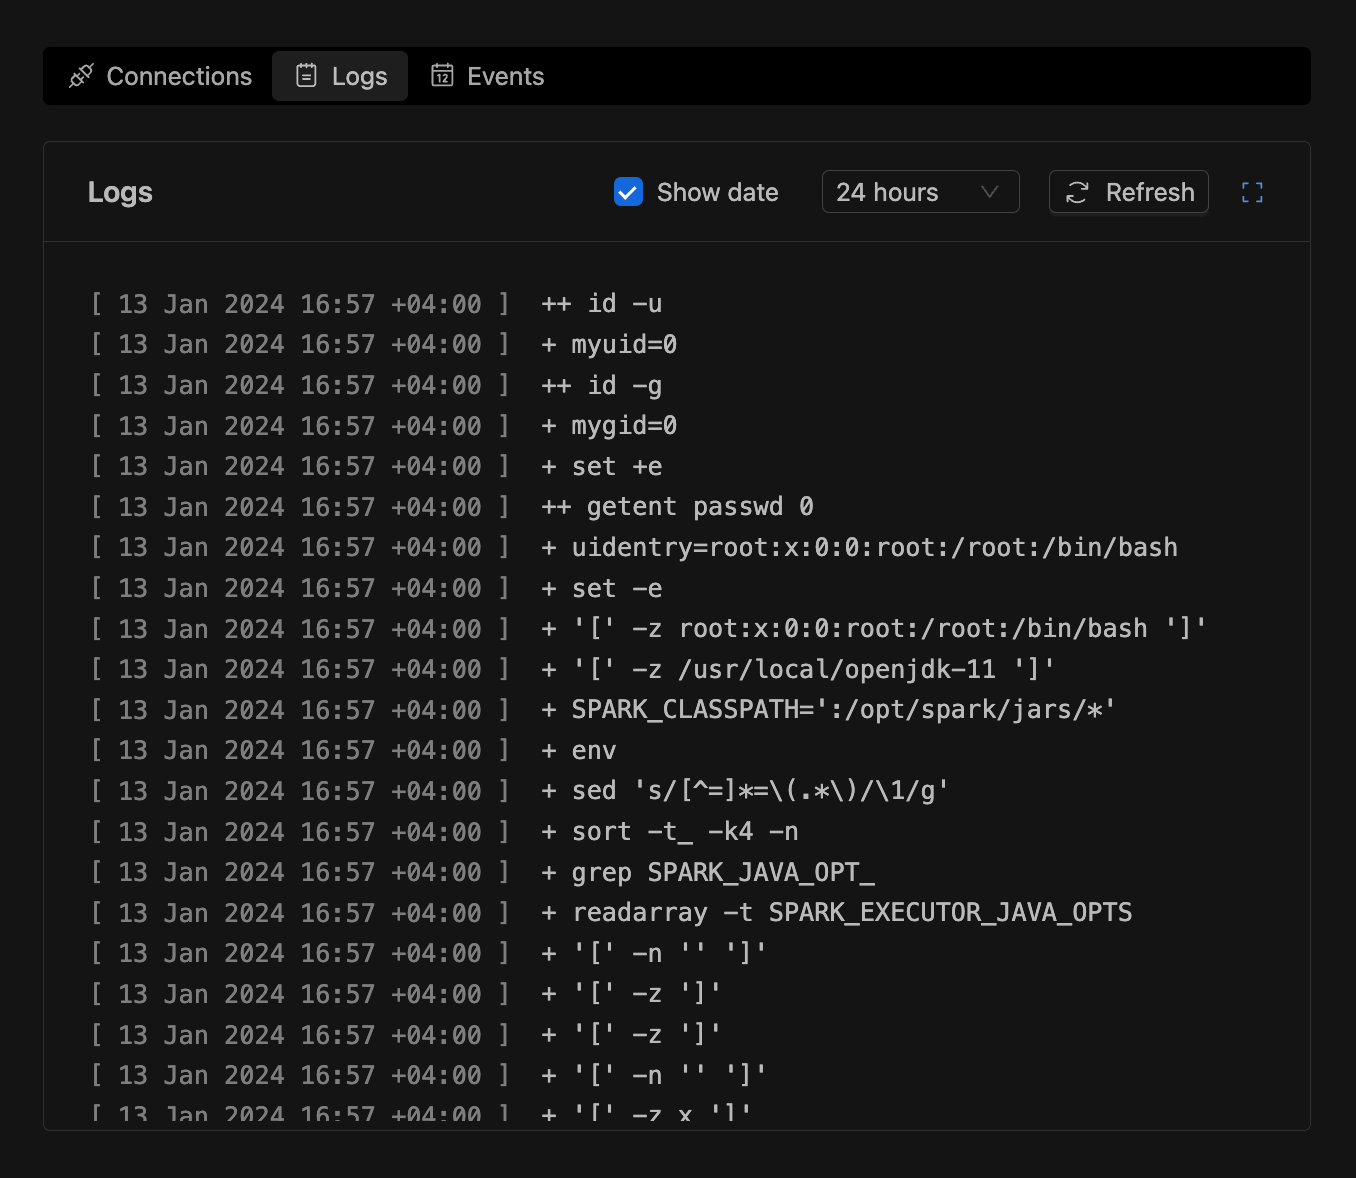 Connections Logs 12 Events
Logs Show date 24 hours Refresh
[ 13 Jan 2024 16:57 +04:00 ] ++ id -u
[ 13 Jan 2024 16:57 +04:00 ] + myuid=0
[ 13 Jan 2024 16:57 +04:00 ] ++ id -g
[ 13 Jan 2024 16:57 +04:00 ] + mygid=0
[ 13 Jan 2024 16:57 +04:00 ] + set +e
[ 13 Jan 2024 16:57 +04:00 ] ++ getent passwd 0
[ 13 Jan 2024 16:57 +04:00 ] + uidentry=root:x:0:0:root:/root:/bin/bash
[ 13 Jan 2024 16:57 +04:00 ] + set -e
[ 13 Jan 2024 16:57 +04:00 ] + '[' -z root:x:0:0:root:/root:/bin/bash ']'
[ 13 Jan 2024 16:57 +04:00 ] + '[' -z /usr/local/openjdk-11 ']'
[ 13 Jan 2024 16:57 +04:00 ] + SPARK_CLASSPATH=':/opt/spark/jars/*'
[ 13 Jan 2024 16:57 +04:00 ] + env
[ 13 Jan 2024 16:57 +04:00 ] + sed 's/[^=]*=\(.*\)/\1/g'
[ 13 Jan 2024 16:57 +04:00 ] + sort -t_ -k4 -n
[ 13 Jan 2024 16:57 +04:00 ] + grep SPARK_JAVA_OPT_
[ 13 Jan 2024 16:57 +04:00 ] + readarray -t SPARK_EXECUTOR_JAVA_OPTS
[ 13 Jan 2024 16:57 +04:00 ] + '[' -n '' ']'
[ 13 Jan 2024 16:57 +04:00 ] + '[' -z ']'
[ 13 Jan 2024 16:57 +04:00 ] + '[' -z ']'
[ 13 Jan 2024 16:57 +04:00 ] + '[' -n '' ']'
[ 13 Jan 2024 16:57 +04:00 ] + '[' -z x ']'